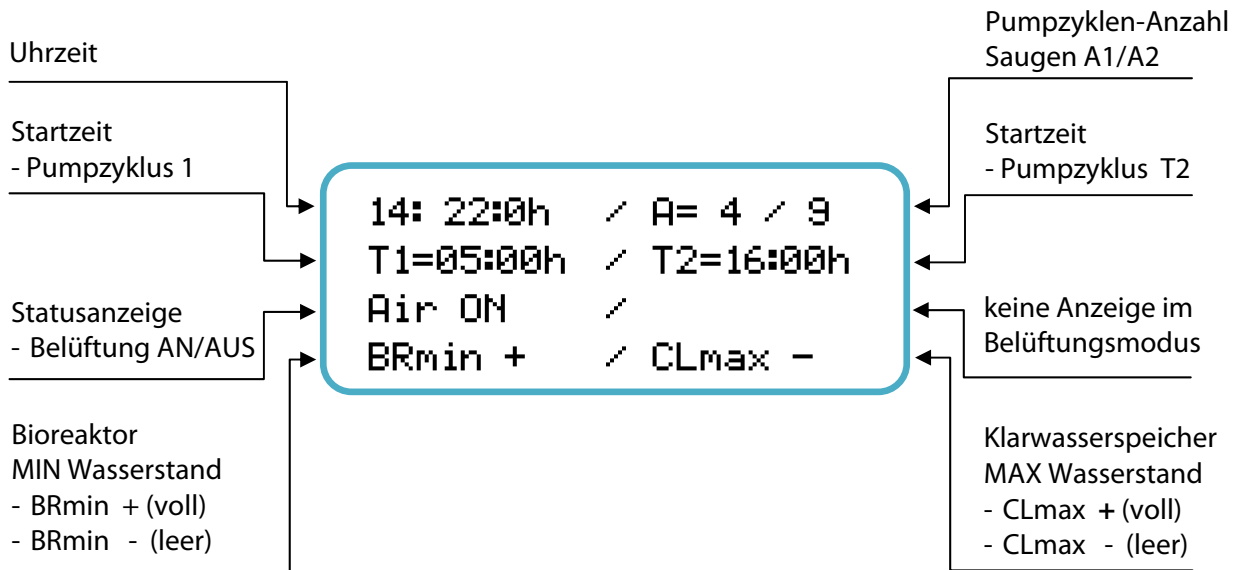 Uhrzeit
Startzeit
- Pumpzyklus 1
Statusanzeige
- Belüftung AN/AUS
Bioreaktor
MIN Wasserstand
- BRmin + (voll)
- BRmin - (leer)
14: 22:0h / A= 4 / 9
T1=05:00h / T2=16:00h
Air ON /
BRmin + / CLmax -
Pumpzyklen-Anzahl
Saugen A1/A2
Startzeit
- Pumpzyklus T2
keine Anzeige im
Belüftungsmodus
Klarwasserspeicher
MAX Wasserstand
- CLmax + (voll)
- CLmax - (leer)